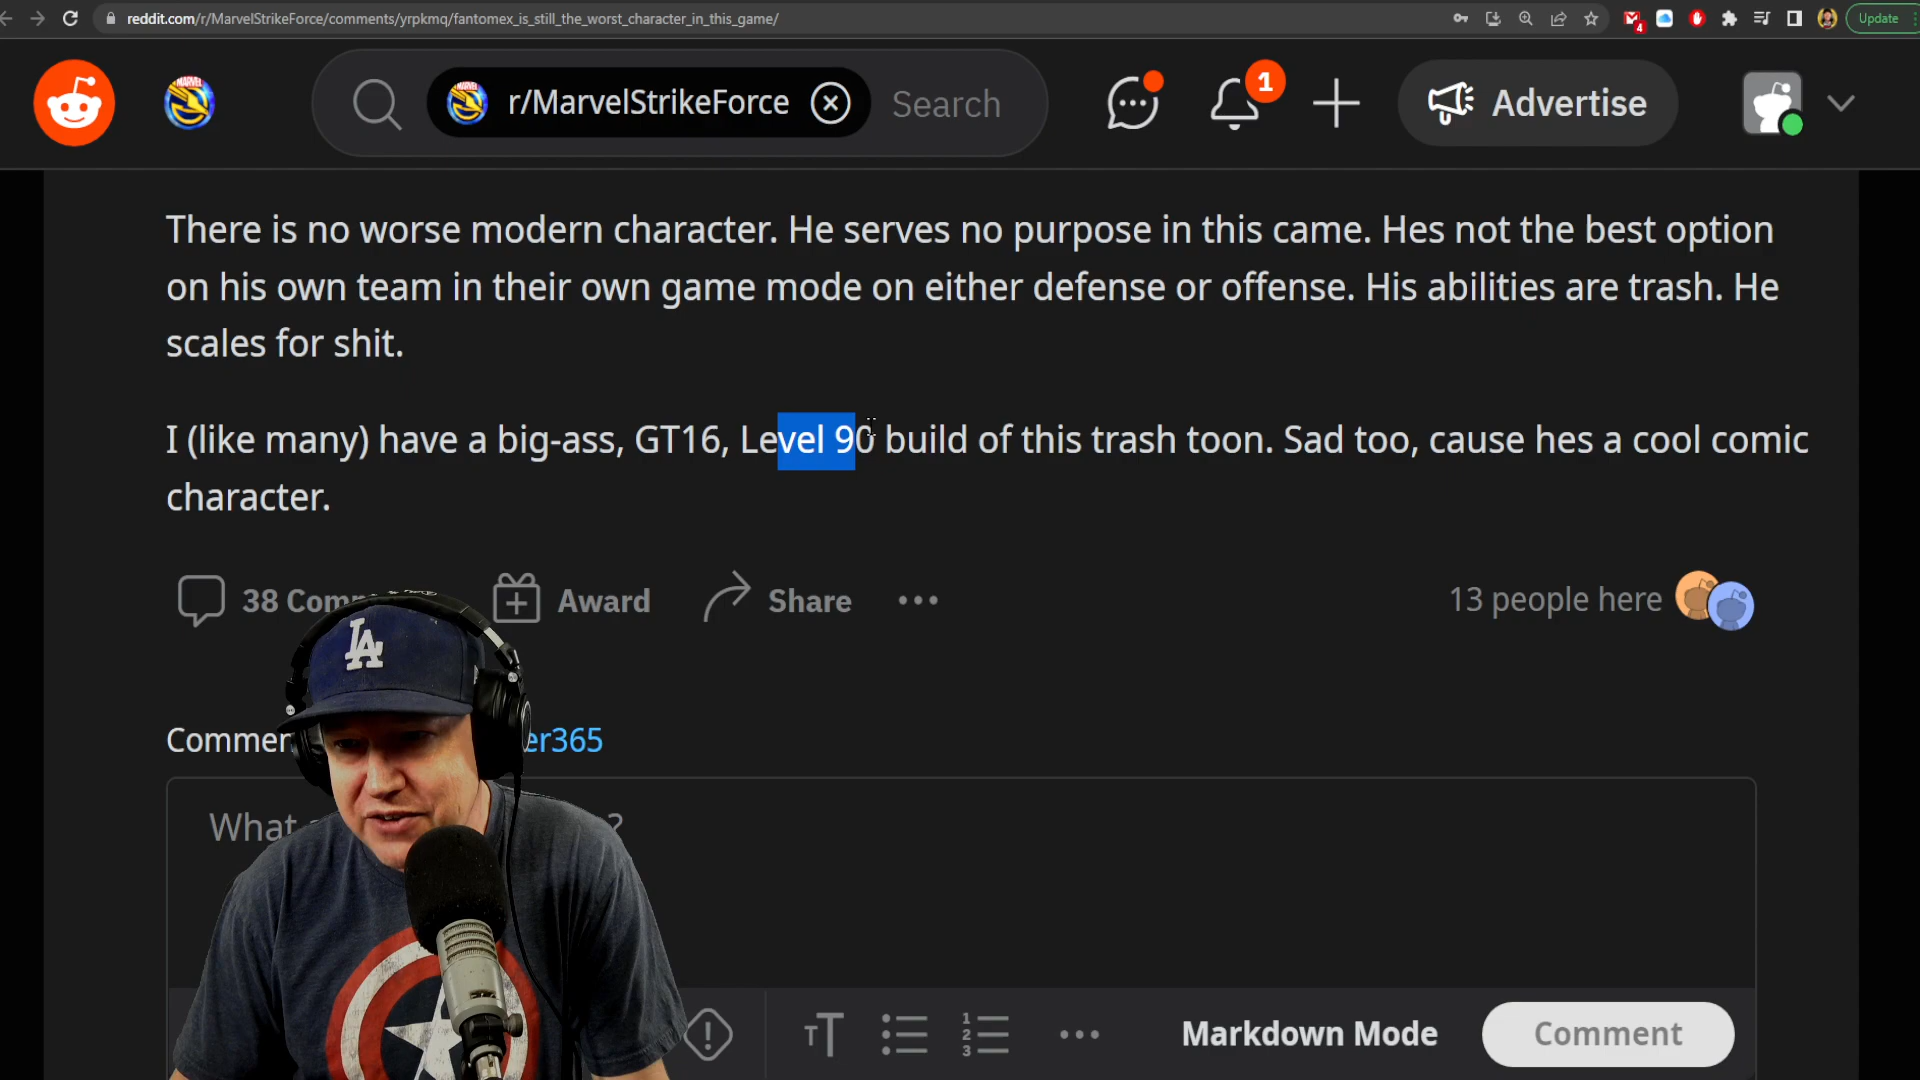 reddit.com/r/MarvelStrikeForce/comments/yrpkmq/fantomex_is_still_the_worst_character_in_this_game/
4
Update
r/MarvelStrikeForce
Search
1
Advertise
There is no worse modern character. He serves no purpose in this came. Hes not the best option
on his own team in their own game mode on either defense or offense. His abilities are trash. He
scales for shit.
I (like many) have a big-ass, GT16, Level 90 build of this trash toon. Sad too, cause hes a cool comic
character.
38 Comm
Award
Share
13 people here
LA
Commen
er365
What
?
Markdown Mode
Comment